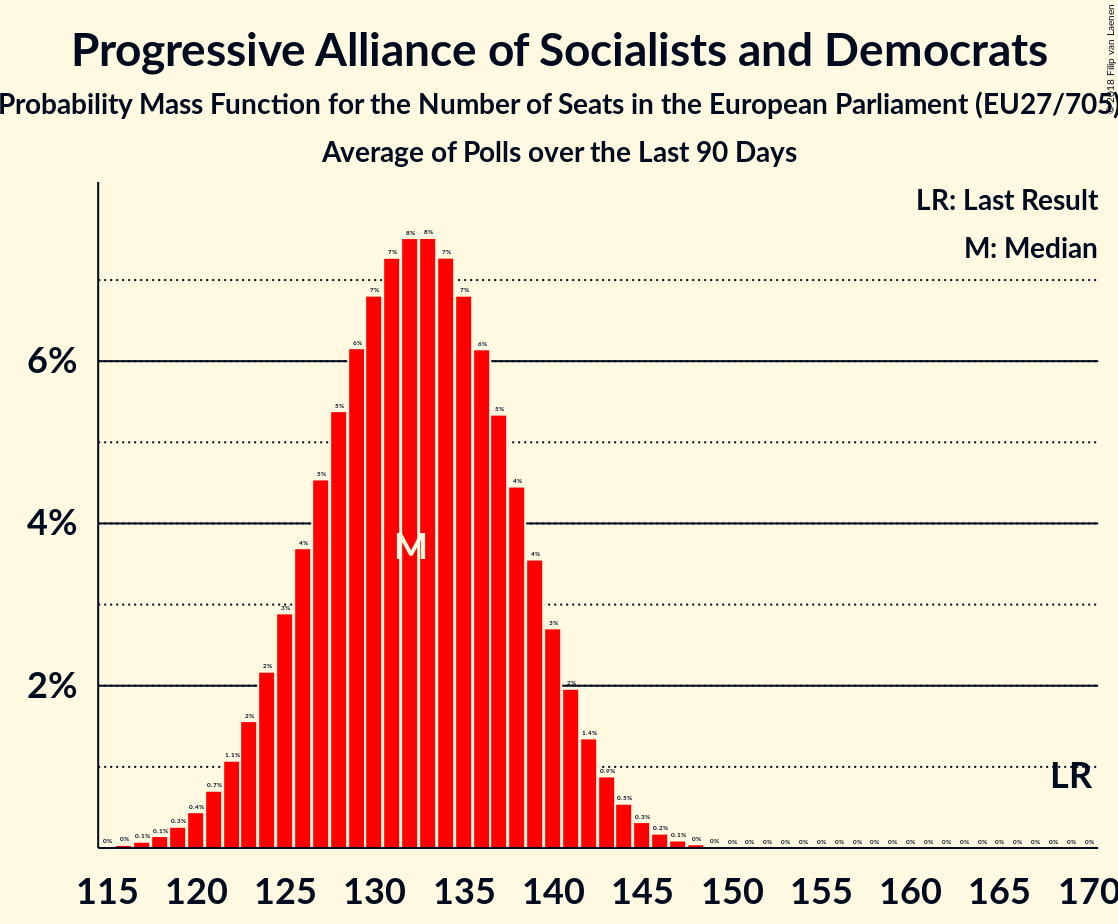 Progressive Alliance of Socialists and Democrats
Probability Mass Function for the Number of Seats in the European Parliament (EU27/705)
Average of Polls over the Last 90 Days
© 2018 Filip van Laenen
LR: Last Result
M: Median
6%
4%
2%
0% 0% 0.1% 0.1% 0.3% 0.4% 0.7% 1.1% 2% 2% 3% 4% 5% 5% 6% 7% 7% 8% 8% 7% 7% 6% 5% 4% 4% 3% 2% 1.4% 0.9% 0.5% 0.3% 0.2% 0.1% 0% 0% 0% 0% 0% 0% 0% 0% 0% 0% 0% 0% 0% 0% 0% 0% 0% 0% 0% 0% 0% 0% 0%
M
LR
115 120 125 130 135 140 145 150 155 160 165 170